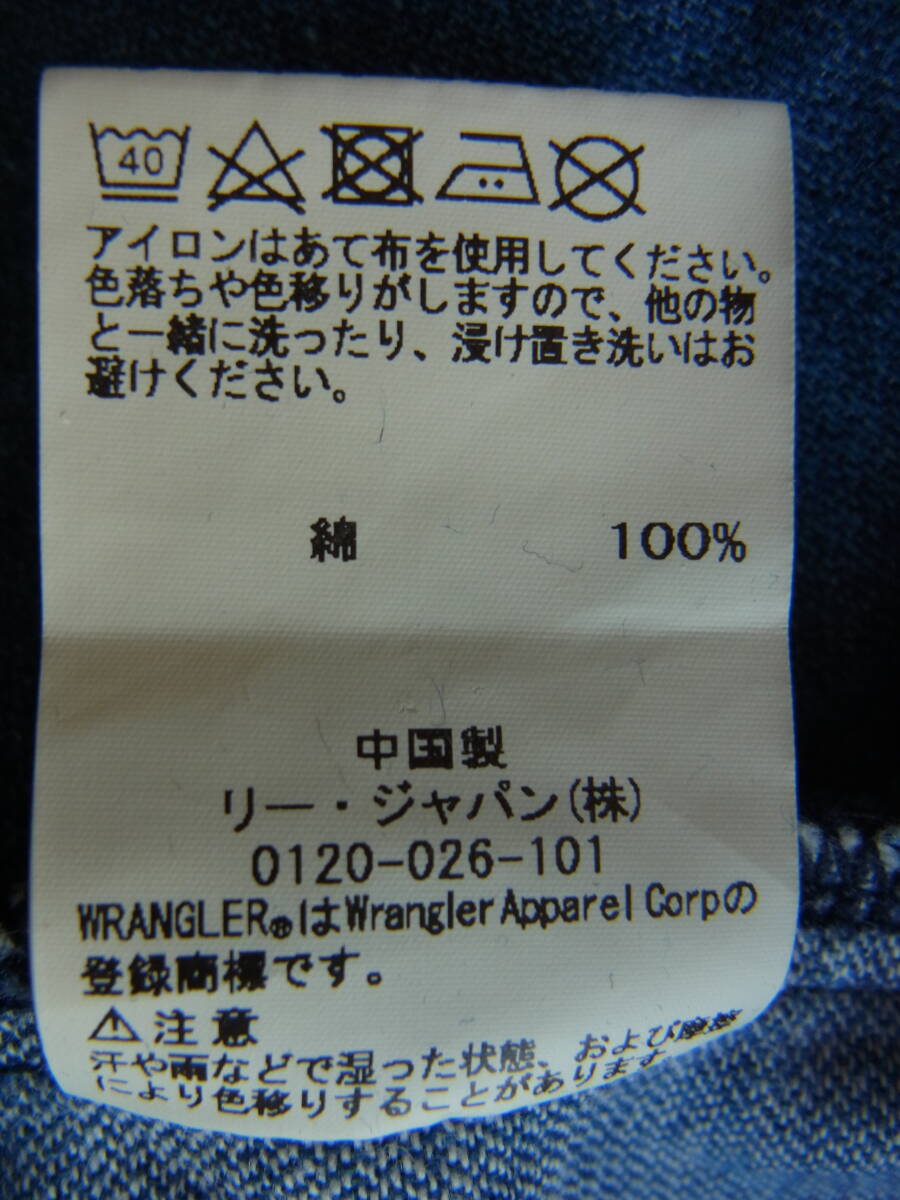 40
アイロンはあて布を使用してください。
色落ちや色移りがしますので、他の物
と一緒に洗ったり、浸け置き洗いはお
避けください。
綿 100%
中国製
リー・ジャパン(株)
0120-026-101
WRANGLER®はWrangler Apparel Corpの
登録商標です。
⚠注意
汗や雨などで湿った状態、および摩擦
により色移りすることがあります。